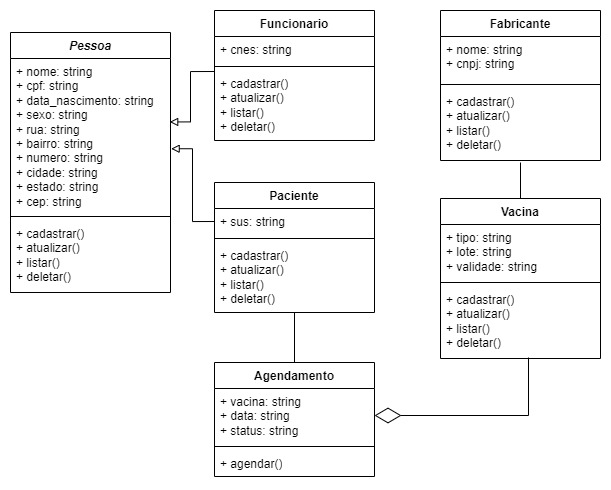 Pessoa
+ nome: string
+ cpf: string
+ data_nascimento: string
+ sexo: string
+ rua: string
+ bairro: string
+ numero: string
+ cidade: string
+ estado: string
+ cep: string
+ cadastrar()
+ atualizar()
+ listar()
+ deletar()
Funcionario
+ cnes: string
+ cadastrar()
+ atualizar()
+ listar()
+ deletar()
Fabricante
+ nome: string
+ cnpj: string
+ cadastrar()
+ atualizar()
+ listar()
+ deletar()
Paciente
+ sus: string
+ cadastrar()
+ atualizar()
+ listar()
+ deletar()
Vacina
+ tipo: string
+ lote: string
+ validade: string
+ cadastrar()
+ atualizar()
+ listar()
+ deletar()
Agendamento
+ vacina: string
+ data: string
+ status: string
+ agendar()